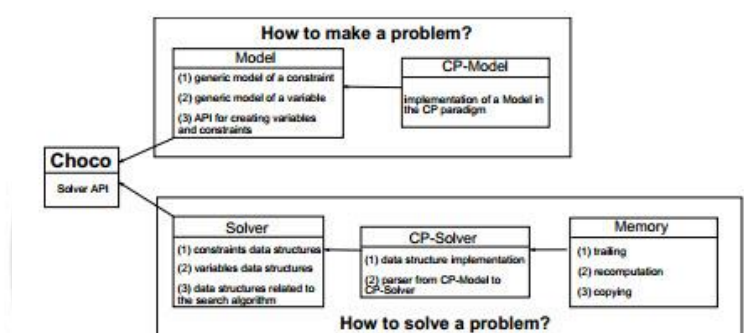 How to make a problem?
Model
(1) generic model of a constraint
(2) generic model of a variable
(3) API for creating variables
and constraints
CP-Model
implementation of a Model in
the CP paradigm
Choco
Solver API
Solver
(1) constraints data structures
(2) variables data structures
(3) data structures related to
the search algorithm
CP-Solver
(1) data structure implementation
(2) parser from CP-Model to
CP-Solver
Memory
(1) trailing
(2) recomputation
(3) copying
How to solve a problem?